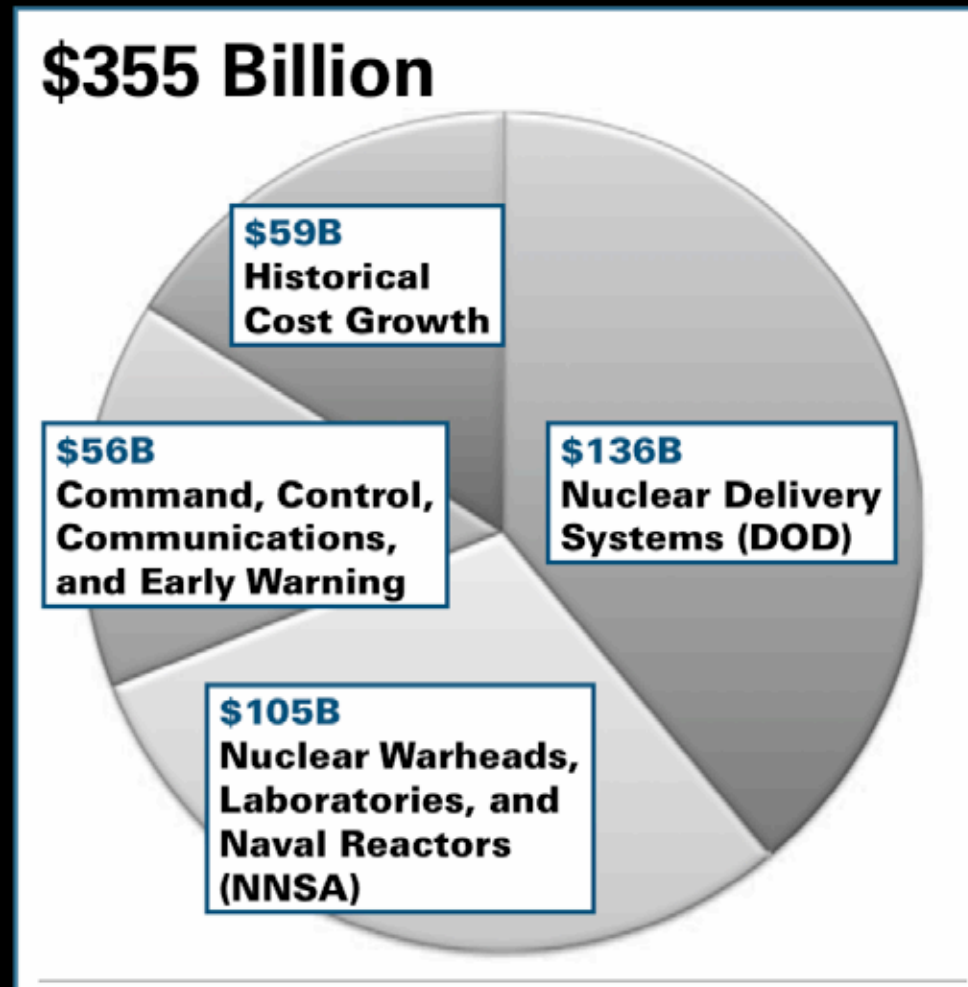 $355 Billion
$59B
Historical
Cost Growth
$56B
Command, Control,
Communications,
and Early Warning
$136B
Nuclear Delivery
Systems (DOD)
$105B
Nuclear Warheads,
Laboratories, and
Naval Reactors
(NNSA)